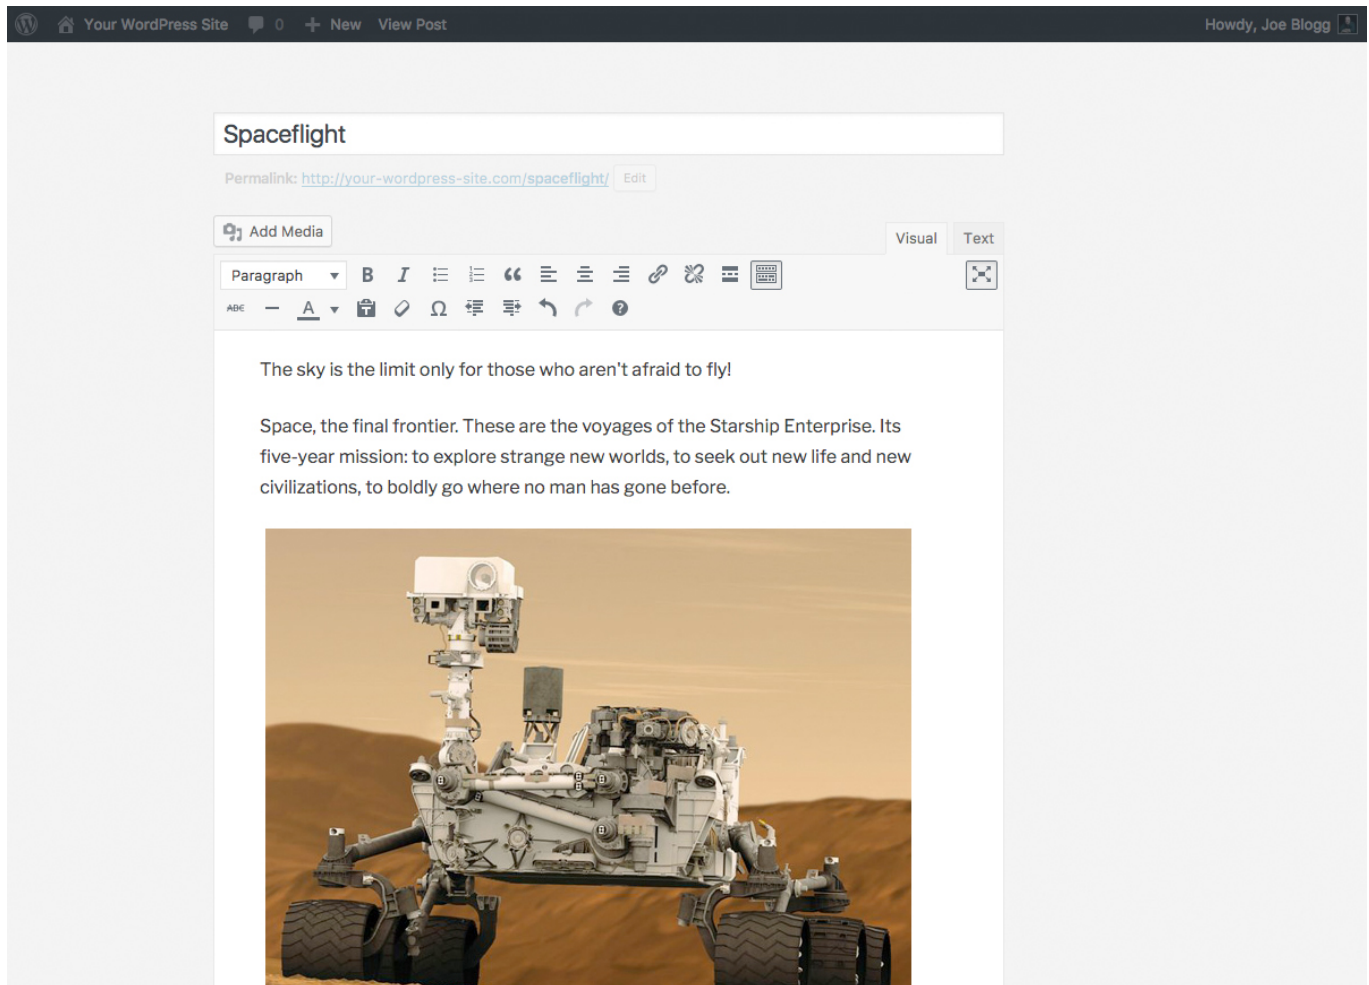 Your WordPress Site 0 New View Post Howdy, Joe Blogg
Spaceflight
Permalink: http://your-wordpress-site.com/spaceflight/ Edit
Add Media
Visual Text
Paragraph B I
ABC A Ω
The sky is the limit only for those who aren't afraid to fly!
Space, the final frontier. These are the voyages of the Starship Enterprise. Its
five-year mission: to explore strange new worlds, to seek out new life and new
civilizations, to boldly go where no man has gone before.